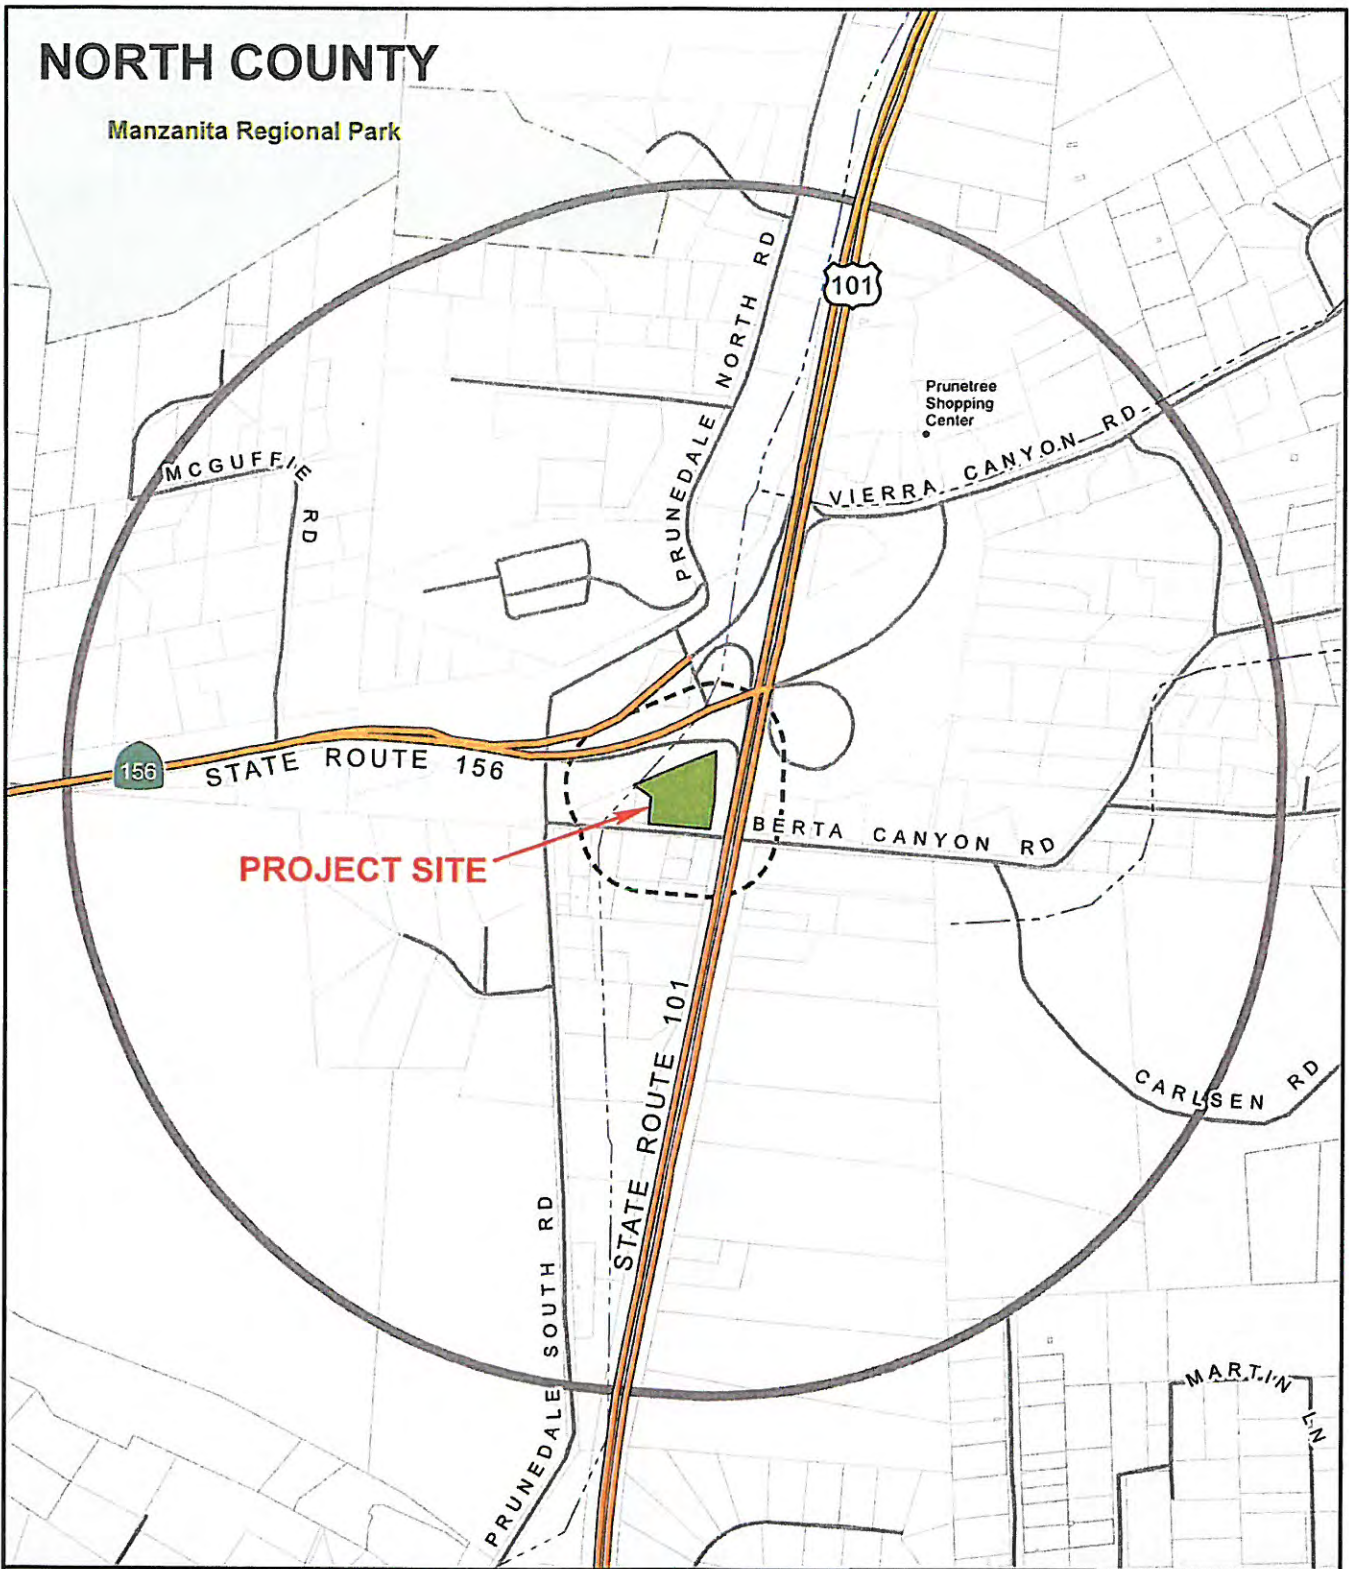 NORTH COUNTY
Manzanita Regional Park
PRUNEDALE NORTH RD
101
Prunetree
Shopping
Center
VIERRA CANYON RD
MCGUFFIE RD
156
STATE ROUTE 156
PROJECT SITE
BERTA CANYON RD
STATE ROUTE 101
CARLSEN RD
PRUNEDALE SOUTH RD
MARTIN LN